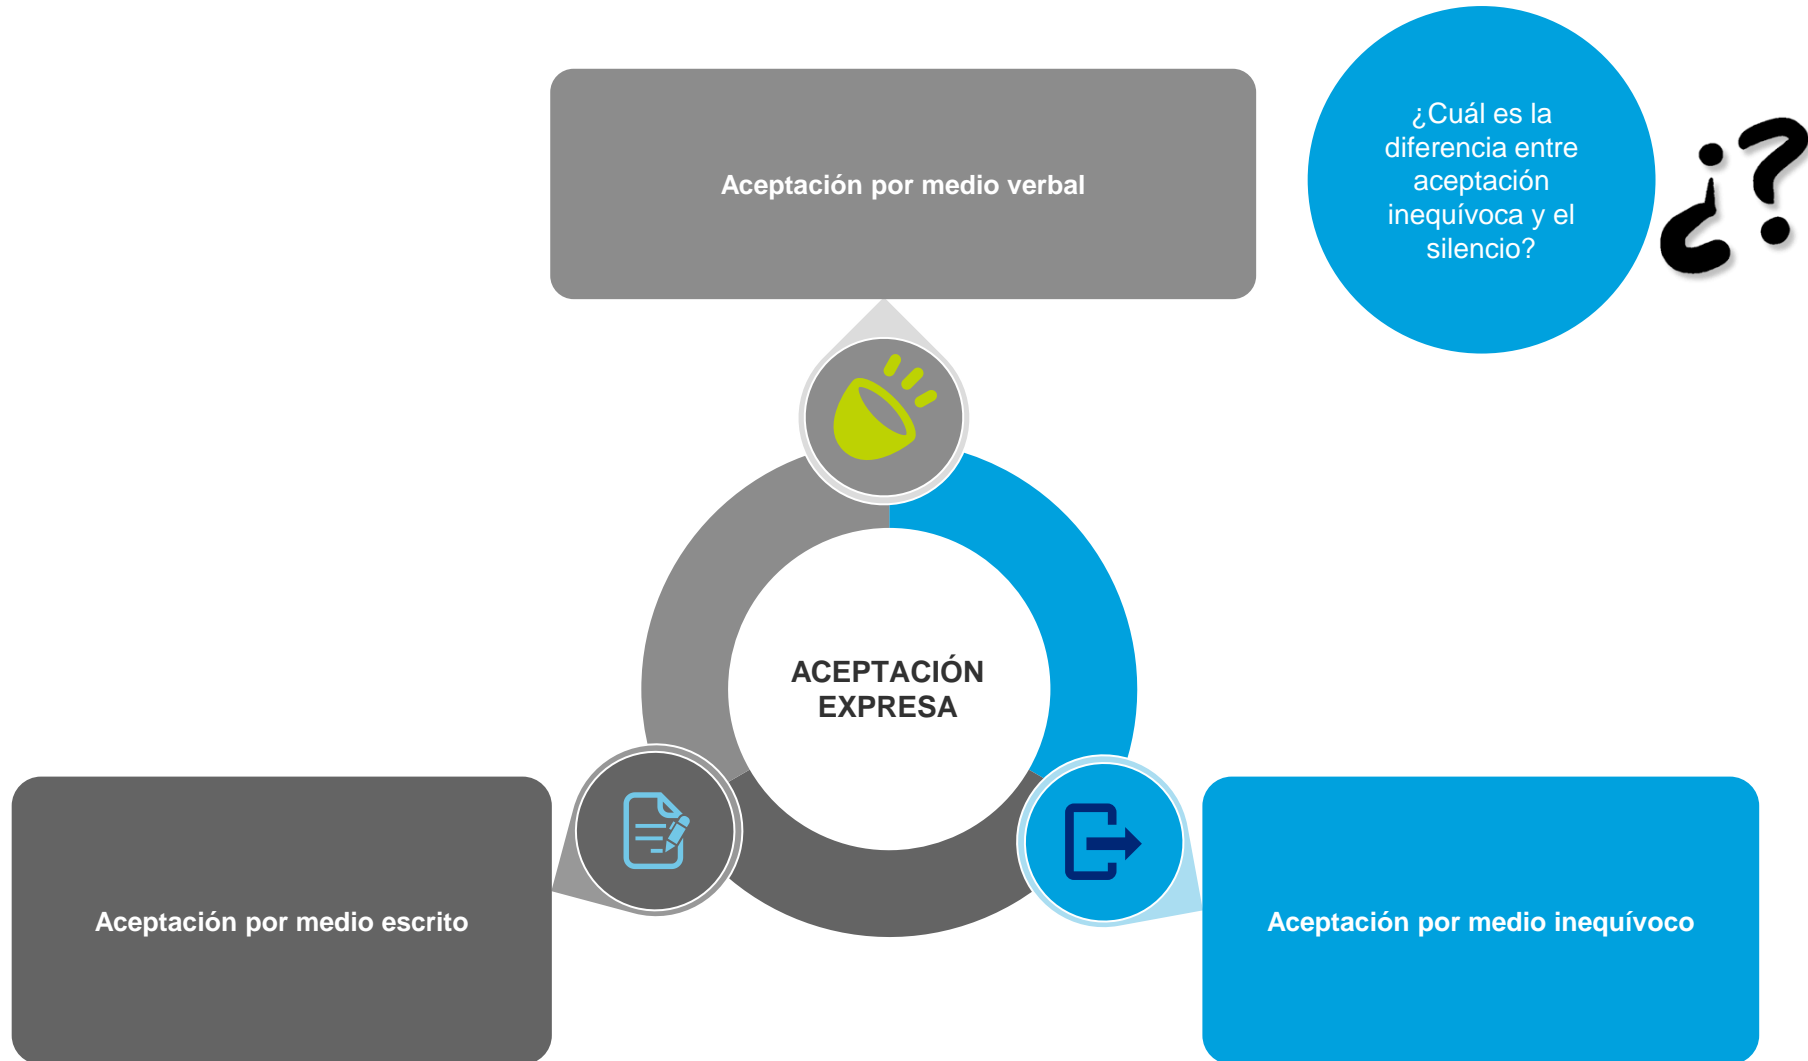 Aceptación por medio verbal
¿Cuál es la
diferencia entre
aceptación
inequívoca y el
silencio?
¿?
ACEPTACIÓN
EXPRESA
Aceptación por medio escrito
Aceptación por medio inequívoco